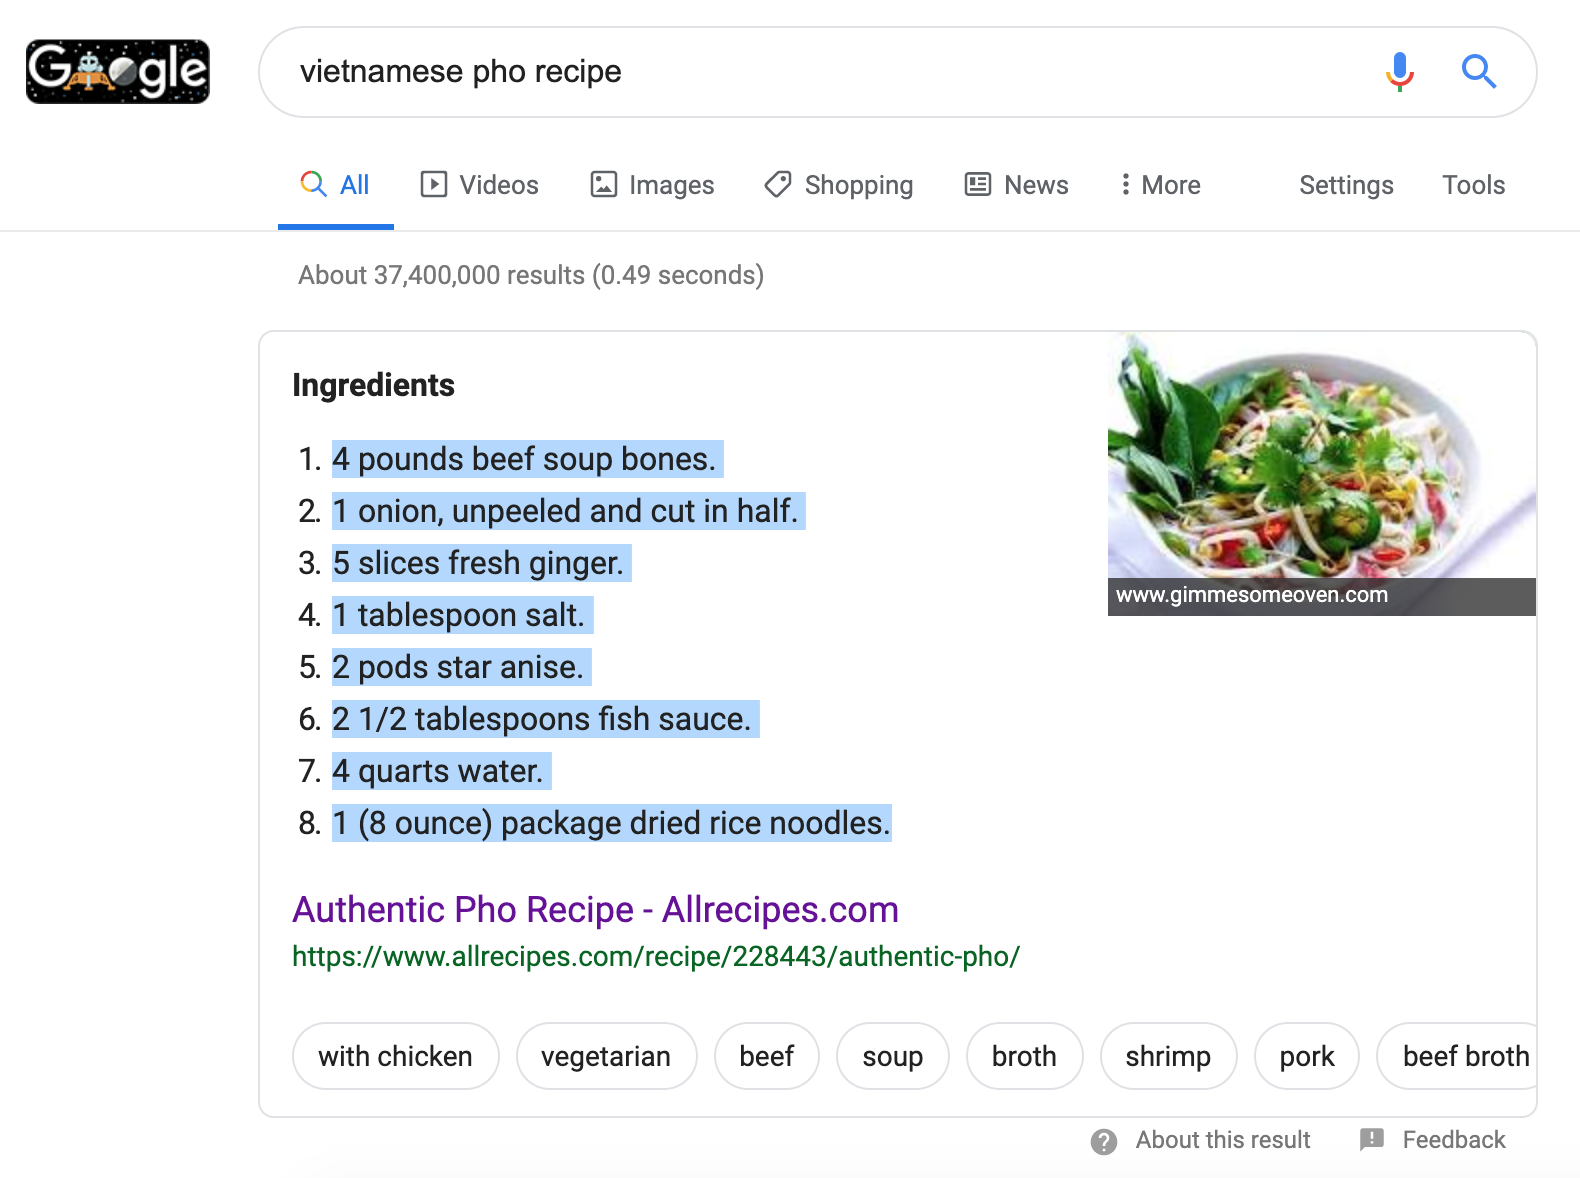 Google
vietnamese pho recipe
All Videos Images Shopping News More Settings Tools
About 37,400,000 results (0.49 seconds)
Ingredients
1. 4 pounds beef soup bones.
2. 1 onion, unpeeled and cut in half.
3. 5 slices fresh ginger.
4. 1 tablespoon salt.
5. 2 pods star anise.
6. 2 1/2 tablespoons fish sauce.
7. 4 quarts water.
8. 1 (8 ounce) package dried rice noodles.
www.gimmesomeoven.com
Authentic Pho Recipe - Allrecipes.com
https://www.allrecipes.com/recipe/228443/authentic-pho/
with chicken vegetarian beef soup broth shrimp pork beef broth
About this result Feedback